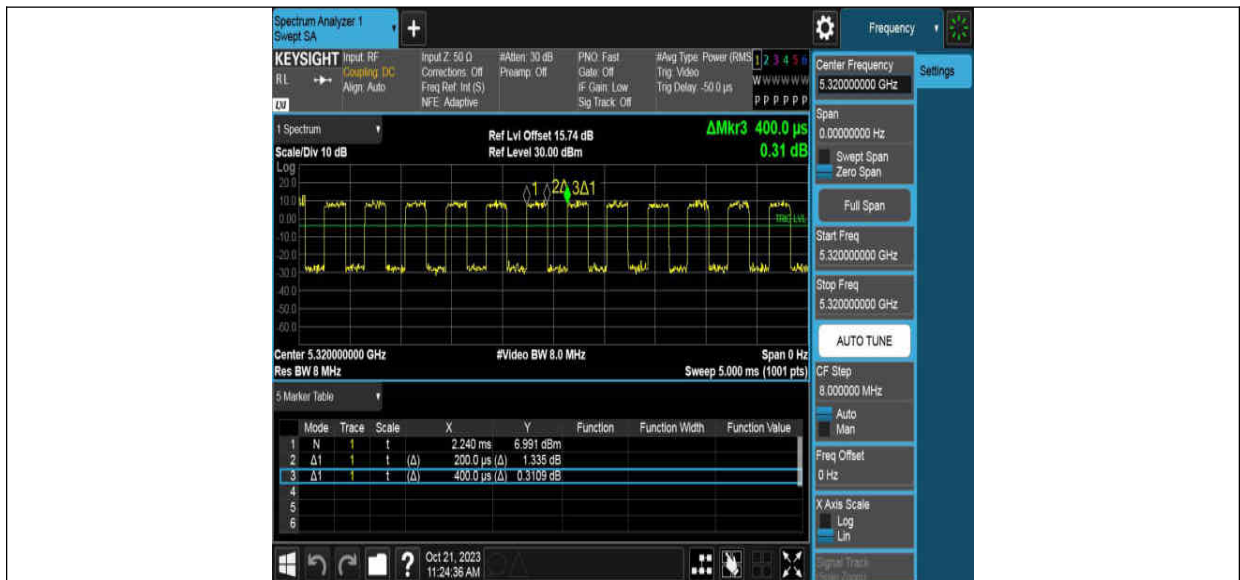 Spectrum Analyzer 1
Swept SA
Frequency
KEYSIGHT
RL
LXI
Input: RF
Coupling: DC
Align: Auto
Input Z: 50 Ω
Corrections: Off
Freq Ref: Int (S)
NFE: Adaptive
#Atten: 30 dB
Preamp: Off
PNO: Fast
Gate: Off
IF Gain: Low
Sig Track: Off
#Avg Type: Power (RMS
Trig: Video
Trig Delay: -50.0 µs
1 2 3 4 5 6
W W W W W W
P P P P P P
Center Frequency
5.320000000 GHz
Settings
1 Spectrum
Scale/Div 10 dB
Ref Lvl Offset 15.74 dB
Ref Level 30.00 dBm
ΔMkr3 400.0 µs
0.31 dB
Log
20.0
10.0
0.00
-10.0
-20.0
-30.0
-40.0
-50.0
-60.0
1 2Δ 3Δ1
TRIG LVL
Center 5.320000000 GHz
Res BW 8 MHz
#Video BW 8.0 MHz
Span 0 Hz
Sweep 5.000 ms (1001 pts)
Span
0.00000000 Hz
Swept Span
Zero Span
Full Span
Start Freq
5.320000000 GHz
Stop Freq
5.320000000 GHz
AUTO TUNE
CF Step
8.000000 MHz
Auto
Man
Freq Offset
0 Hz
X Axis Scale
Log
Lin
Signal Track
(Span Zoom)
5 Marker Table
Mode Trace Scale X Y Function Function Width Function Value
1 N 1 t 2.240 ms 6.991 dBm
2 Δ1 1 t (Δ) 200.0 µs (Δ) 1.335 dB
3 Δ1 1 t (Δ) 400.0 µs (Δ) 0.3109 dB
4
5
6
?
Oct 21, 2023
11:24:36 AM